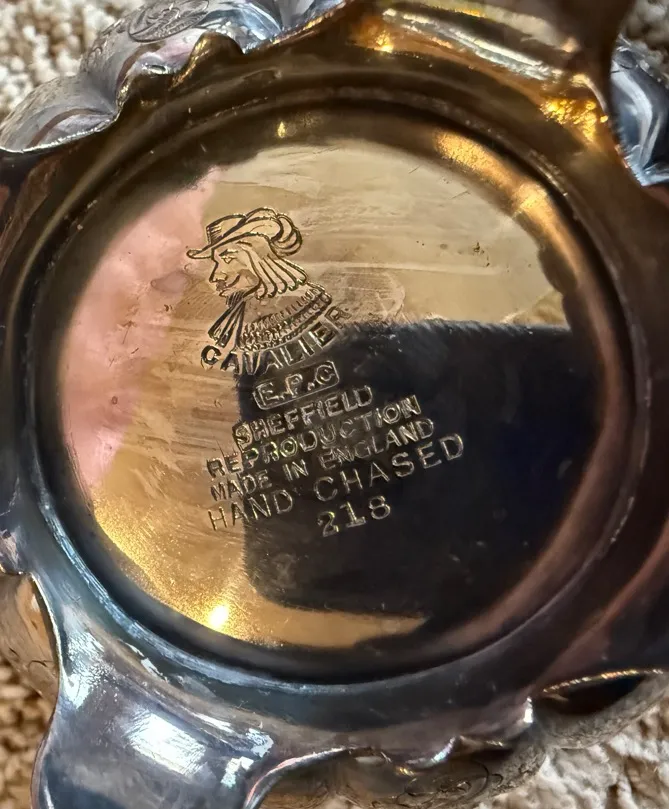 CAVALIER
E.P.C
SHEFFIELD
REPRODUCTION
MADE IN ENGLAND
HAND CHASED
218